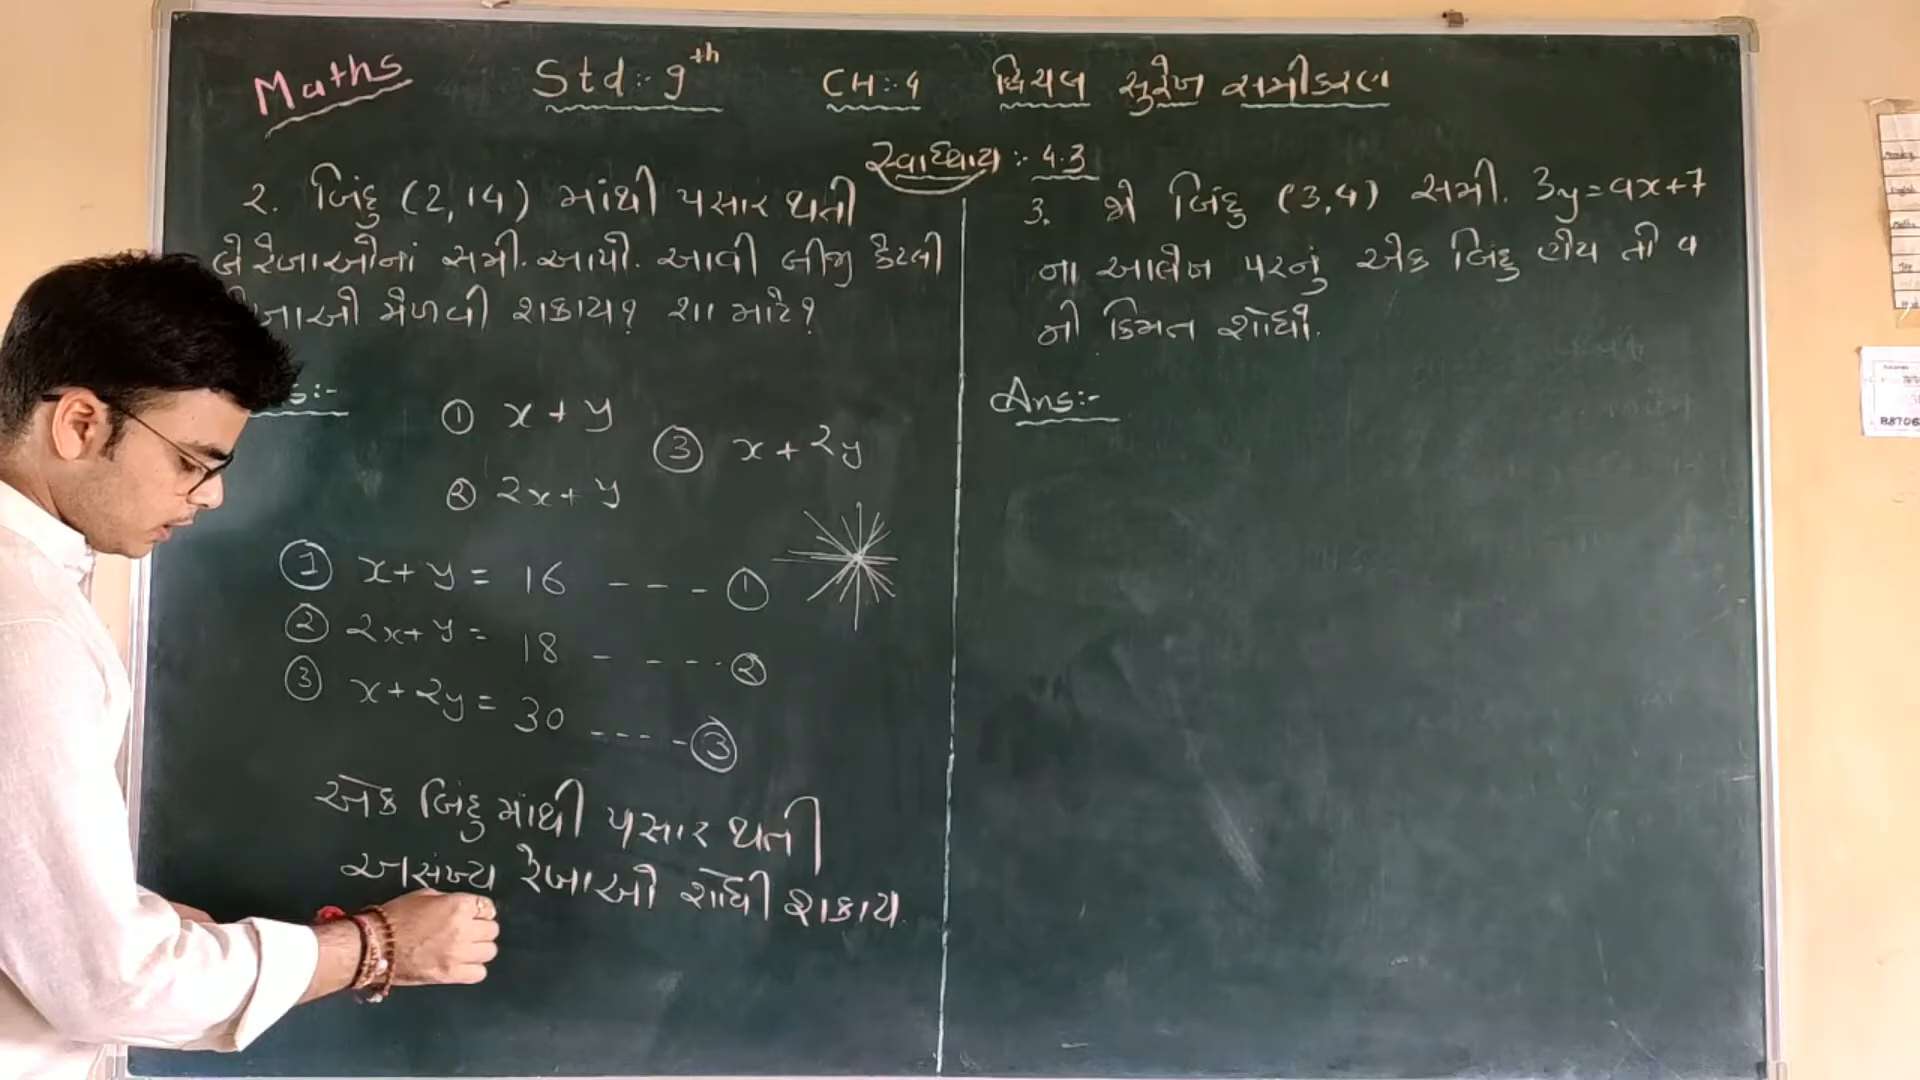 Maths Std:- 9th CH:-4 દ્વિચલ સુરેખ સમીકરણ
સ્વાધ્યાય :- 4.3
૨. બિંદુ (2,14) માંથી પસાર થતી
બે રેખાઓનાં સમી. આપો. આવી બીજી કેટલી
ખાઓ મેળવી શકાય? શા માટે?
s:-
① x + y
② 2x + y
③ x + 2y
① x + y = 16 - - - ①
② 2x + y = 18 - - - - ②
③ x + 2y = 30 - - - - ③
એક બિંદુ માંથી પસાર થતી
અસંખ્ય રેખાઓ શોધી શકાય.
3. જો બિંદુ (3,4) સમી. 3y = ax+7
ના આલેખ પરનું એક બિંદુ હોય તો a
ની કિંમત શોધો.
Ans:-